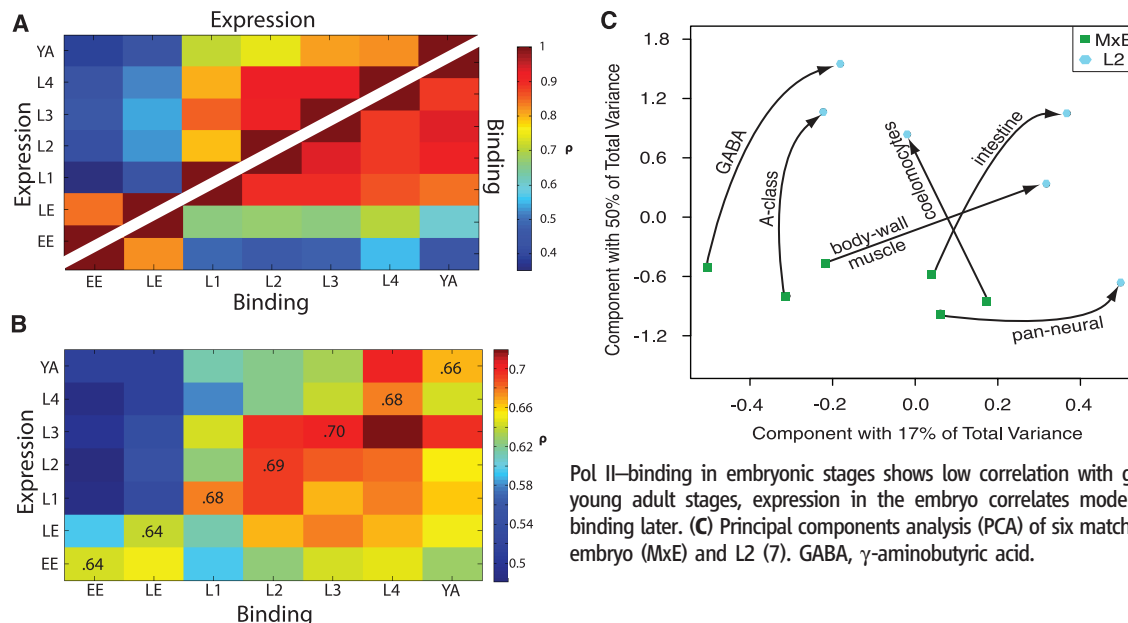 A
Expression
YA
L4
L3
L2
L1
LE
EE
Expression
Binding
EE LE L1 L2 L3 L4 YA
Binding
1
0.9
0.8
0.7
0.6
0.5
0.4
ρ
B
YA
L4
L3
L2
L1
LE
EE
Expression
.66
.68
.70
.69
.68
.64
.64
EE LE L1 L2 L3 L4 YA
Binding
0.7
0.66
0.62
0.58
0.54
0.5
ρ
C
Component with 50% of Total Variance
1.8
1.2
0.6
0.0
-0.6
-1.2
MxE
L2
GABA
A-class
coelomocytes
intestine
body-wall
muscle
pan-neural
-0.4 -0.2 0.0 0.2 0.4
Component with 17% of Total Variance
Pol II–binding in embryonic stages shows low correlation with g
young adult stages, expression in the embryo correlates mode
binding later. (C) Principal components analysis (PCA) of six match
embryo (MxE) and L2 (7). GABA, γ-aminobutyric acid.